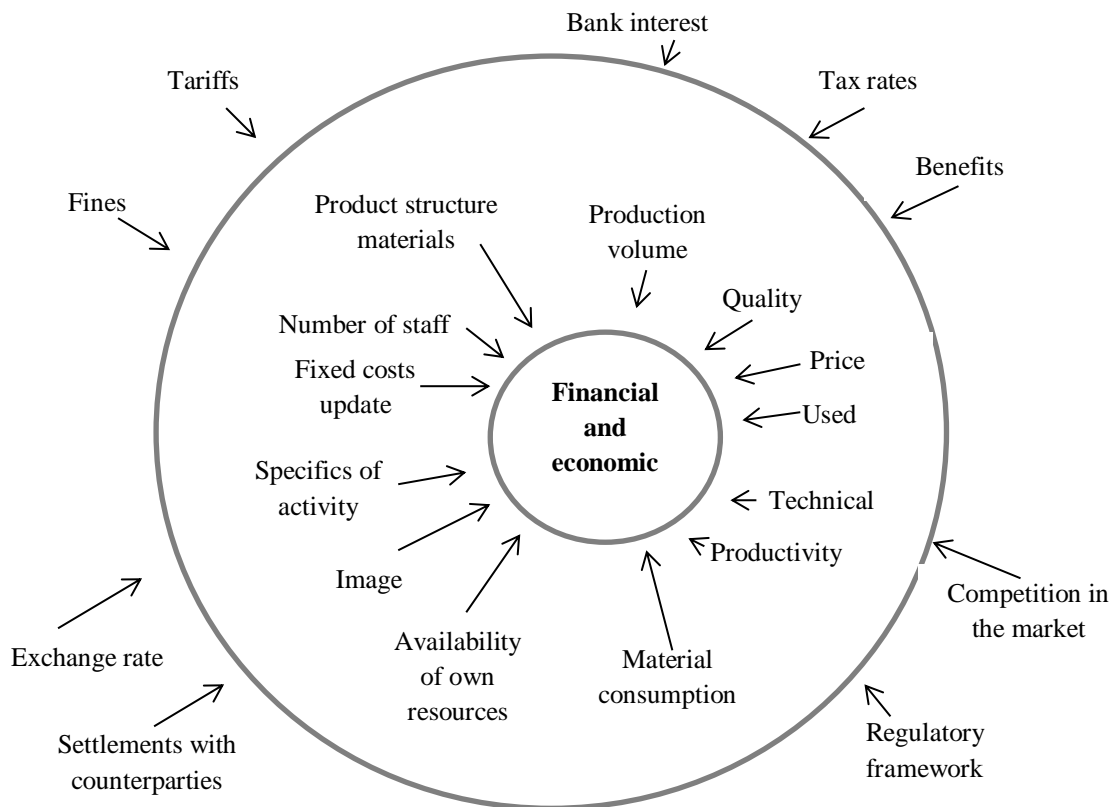 Bank interest
Tariffs
Tax rates
Benefits
Fines
Product structure
materials
Production
volume
Quality
Number of staff
Fixed costs
update
Price
Financial
and
economic
Used
Specifics of
activity
Technical
Productivity
Image
Competition in
the market
Exchange rate
Availability
of own
resources
Material
consumption
Settlements with
counterparties
Regulatory
framework